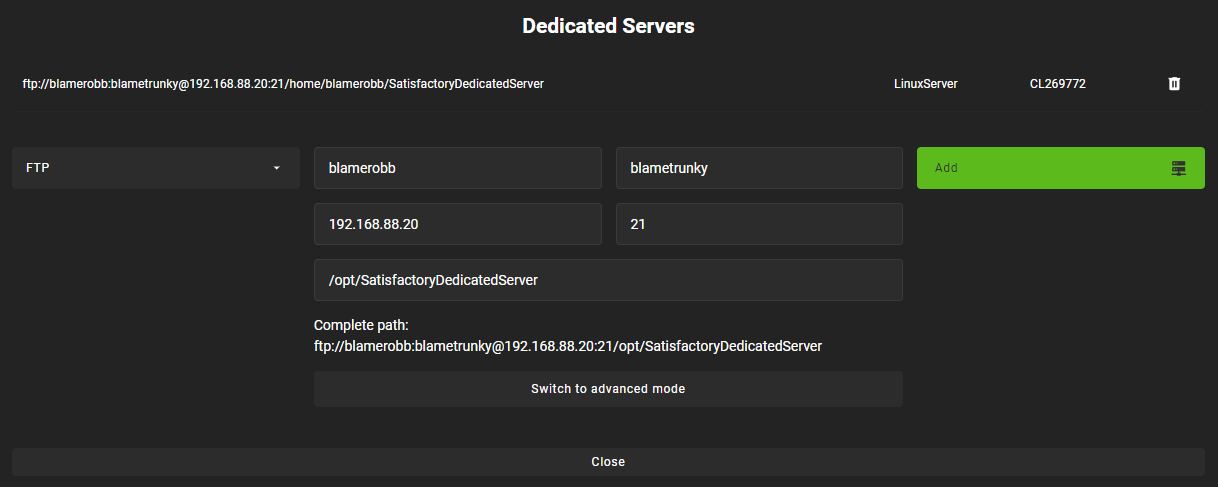 Dedicated Servers
ftp://blamerobb:blametrunky@192.168.88.20:21/home/blamerobb/SatisfactoryDedicatedServer LinuxServer CL269772
FTP blamerobb blametrunky Add
192.168.88.20 21
/opt/SatisfactoryDedicatedServer
Complete path:
ftp://blamerobb:blametrunky@192.168.88.20:21/opt/SatisfactoryDedicatedServer
Switch to advanced mode
Close